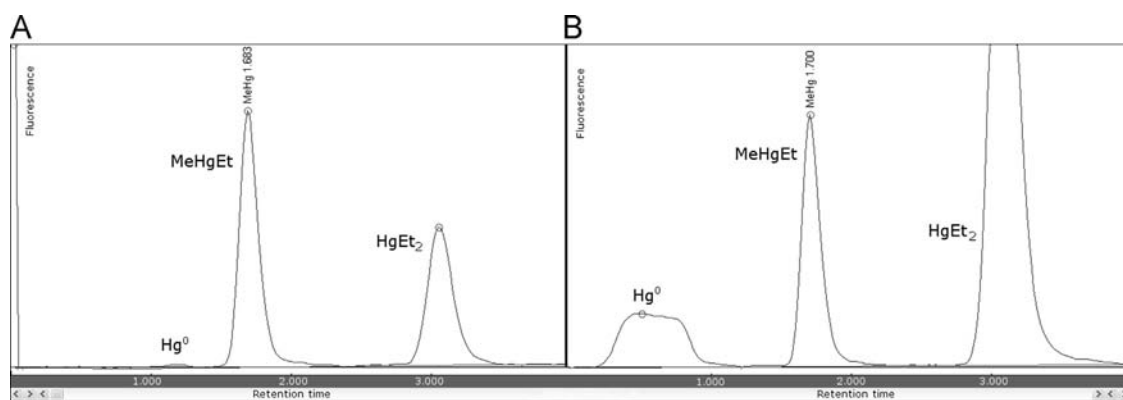 A
Fluorescence
MeHg 1.683
MeHgEt
HgEt₂
Hg⁰
1.000 2.000 3.000
Retention time
B
Fluorescence
MeHg 1.700
MeHgEt
HgEt₂
Hg⁰
1.000 2.000 3.000
Retention time